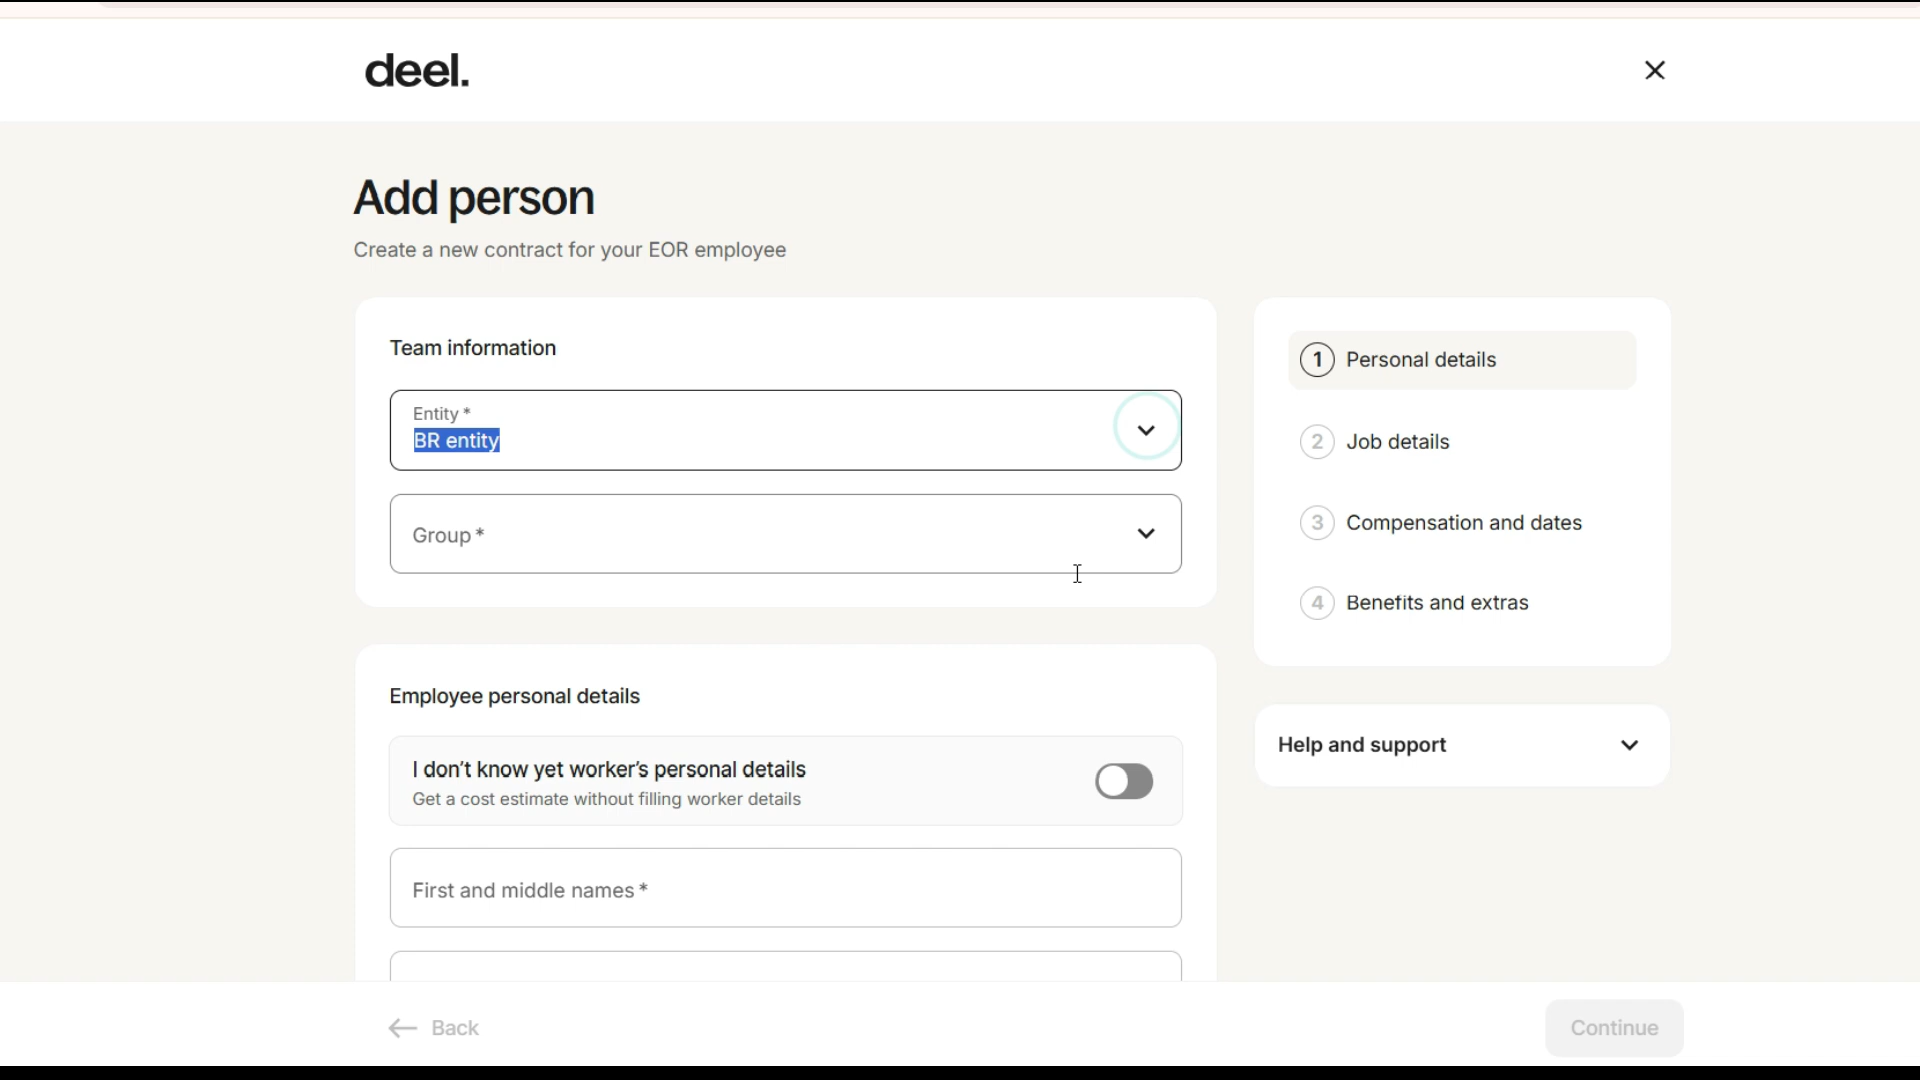 deel.
Add person
Create a new contract for your EOR employee
Team information
Entity *
BR entity
Group *
Employee personal details
I don't know yet worker's personal details
Get a cost estimate without filling worker details
First and middle names *
1 Personal details
2 Job details
3 Compensation and dates
4 Benefits and extras
Help and support
Back
Continue